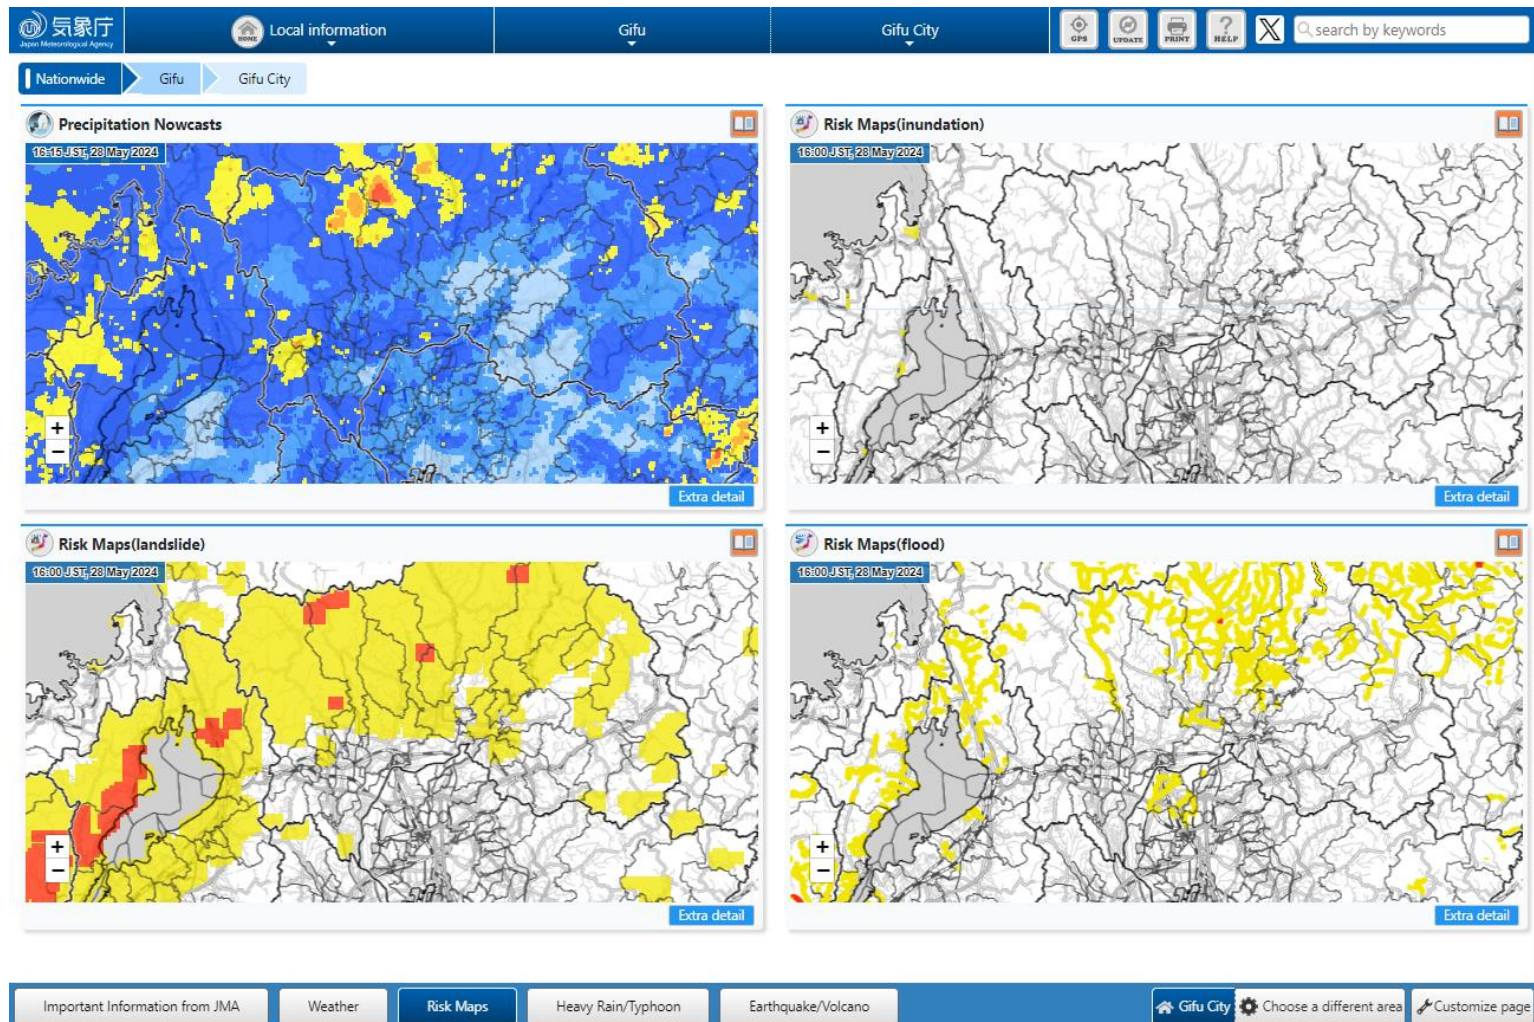 気象庁
Japan Meteorological Agency
HOME
Local information
Gifu
Gifu City
GPS
UPDATE
PRINT
HELP
search by keywords
Nationwide
Gifu
Gifu City
Precipitation Nowcasts
16:15 JST, 28 May 2024
+
−
Extra detail
Risk Maps(inundation)
16:00 JST, 28 May 2024
+
−
Extra detail
Risk Maps(landslide)
16:00 JST, 28 May 2024
+
−
Extra detail
Risk Maps(flood)
16:00 JST, 28 May 2024
+
−
Extra detail
Important Information from JMA
Weather
Risk Maps
Heavy Rain/Typhoon
Earthquake/Volcano
Gifu City
Choose a different area
Customize page